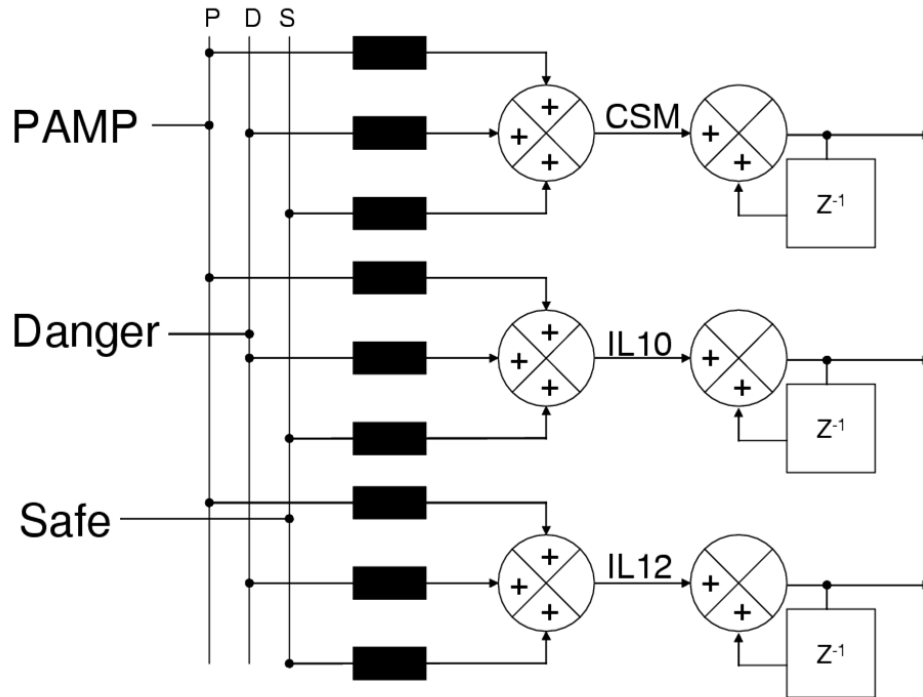 P D S
PAMP
+
+
+
CSM
+
+
Z-1
Danger
+
+
+
IL10
+
+
Z-1
Safe
+
+
+
IL12
+
+
Z-1